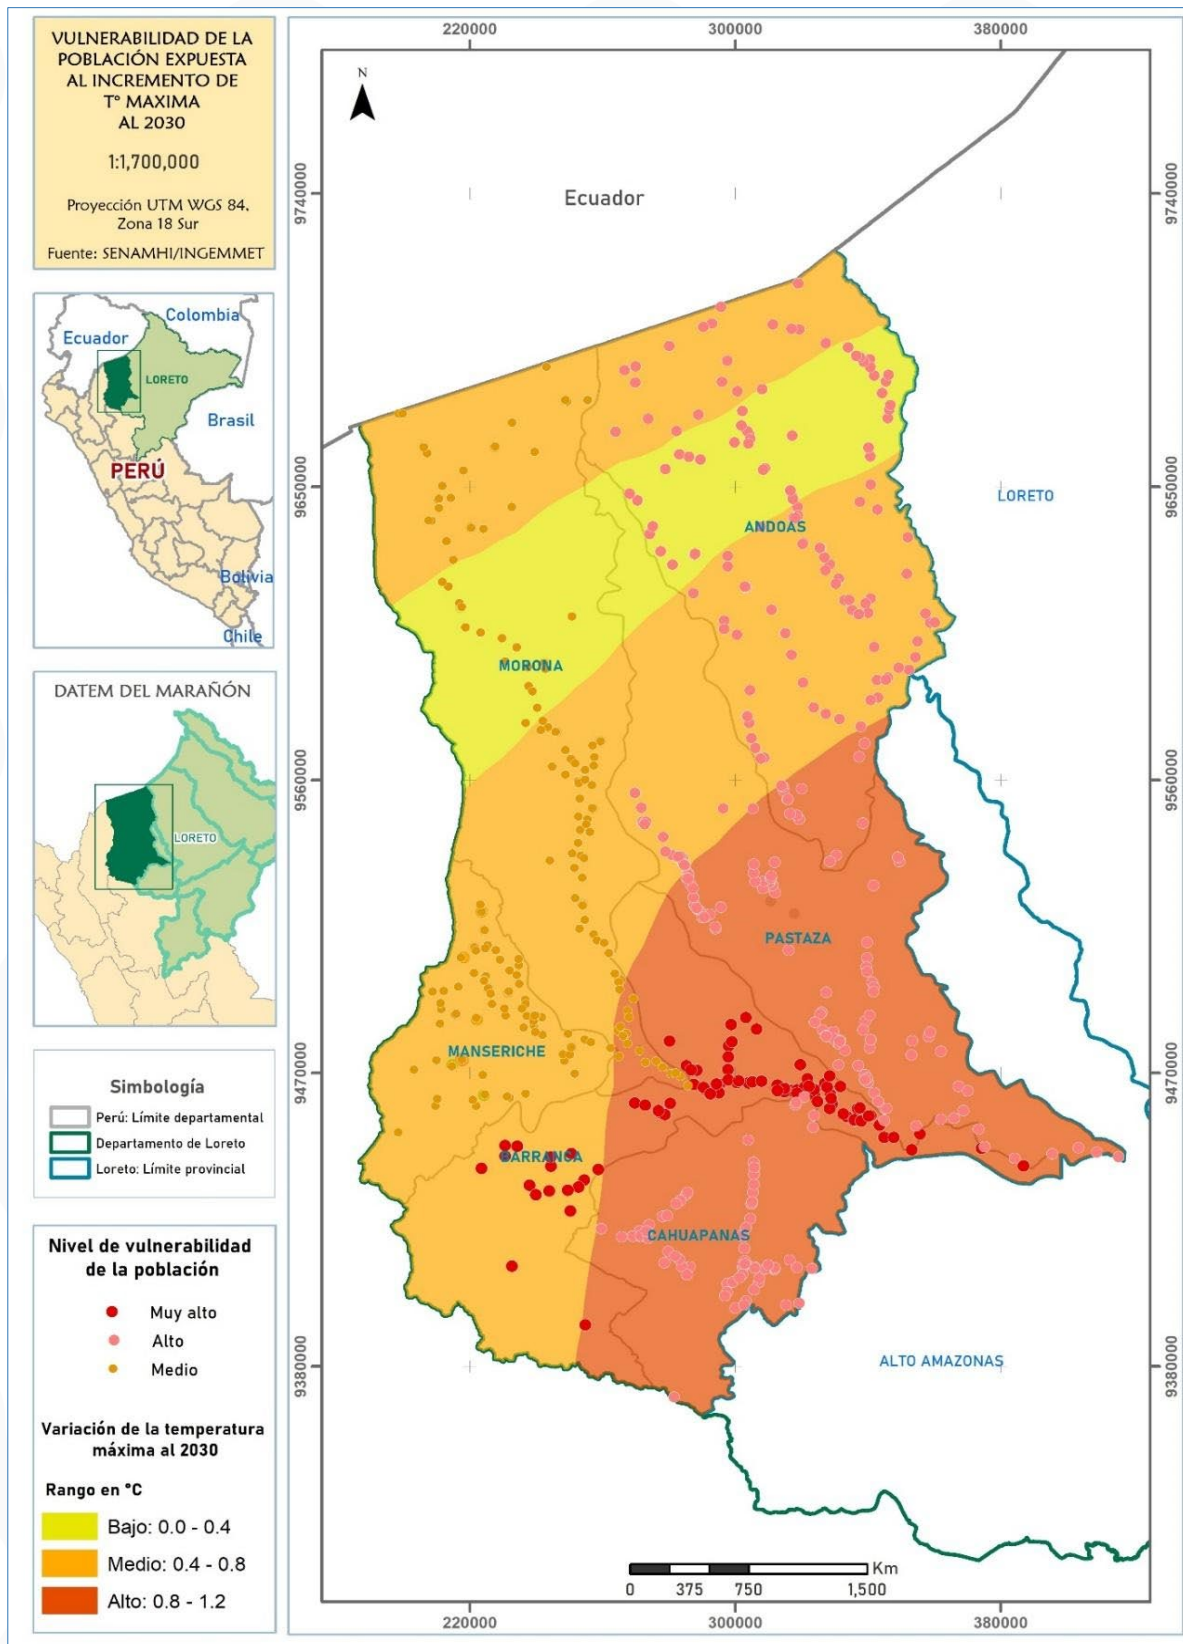 VULNERABILIDAD DE LA
POBLACIÓN EXPUESTA
AL INCREMENTO DE
T° MAXIMA
AL 2030
1:1,700,000
Proyección UTM WGS 84,
Zona 18 Sur
Fuente: SENAMHI/INGEMMET
Colombia
Ecuador
LORETO
Brasil
PERÚ
Bolivia
Chile
DATEM DEL MARAÑÓN
LORETO
Simbología
Perú: Límite departamental
Departamento de Loreto
Loreto: Límite provincial
Nivel de vulnerabilidad
de la población
Muy alto
Alto
Medio
Variación de la temperatura
máxima al 2030
Rango en °C
Bajo: 0.0 - 0.4
Medio: 0.4 - 0.8
Alto: 0.8 - 1.2
220000 300000 380000
N
Ecuador
9740000 9740000
9650000 9650000
LORETO
ANDOAS
MORONA
9560000 9560000
PASTAZA
MANSERICHE
9470000 9470000
BARRANCA
CAHUAPANAS
ALTO AMAZONAS
9380000 9380000
Km
0 375 750 1,500
220000 300000 380000